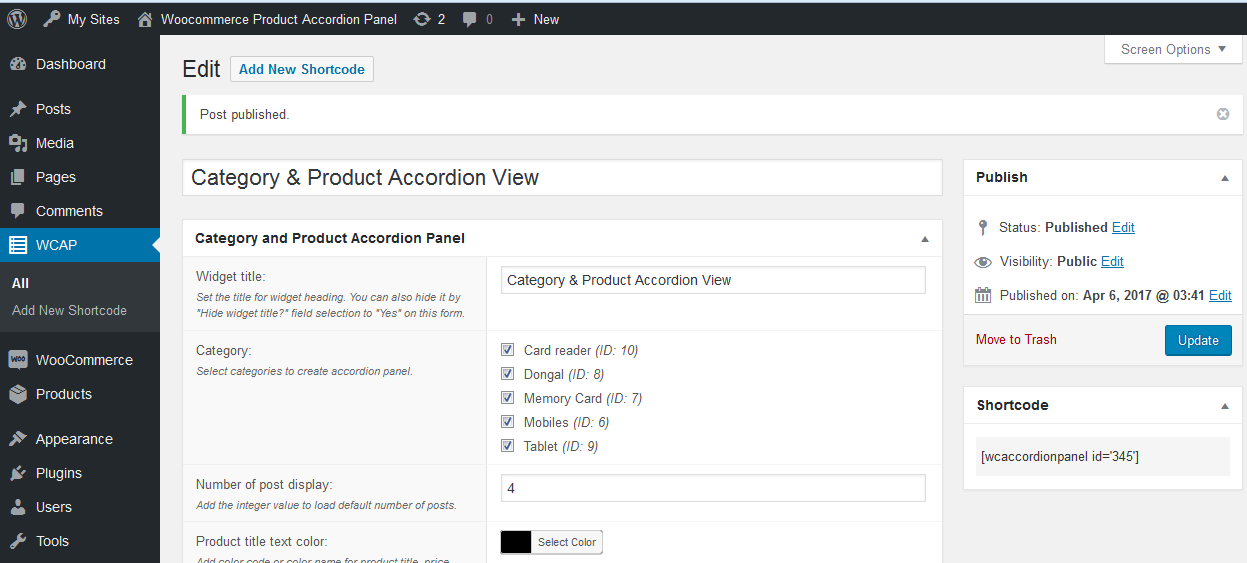 My Sites Woocommerce Product Accordion Panel 2 0 New
Screen Options
Dashboard
Posts
Media
Pages
Comments
WCAP
All
Add New Shortcode
WooCommerce
Products
Appearance
Plugins
Users
Tools
Edit Add New Shortcode
Post published.
Category & Product Accordion View
Category and Product Accordion Panel
Widget title:
Set the title for widget heading. You can also hide it by
"Hide widget title?" field selection to "Yes" on this form.
Category & Product Accordion View
Category:
Select categories to create accordion panel.
Card reader (ID: 10)
Dongal (ID: 8)
Memory Card (ID: 7)
Mobiles (ID: 6)
Tablet (ID: 9)
Number of post display:
Add the integer value to load default number of posts.
4
Product title text color:
Add color code or color name for product title, price
Select Color
Publish
Status: Published Edit
Visibility: Public Edit
Published on: Apr 6, 2017 @ 03:41 Edit
Move to Trash Update
Shortcode
[wcaccordionpanel id='345']